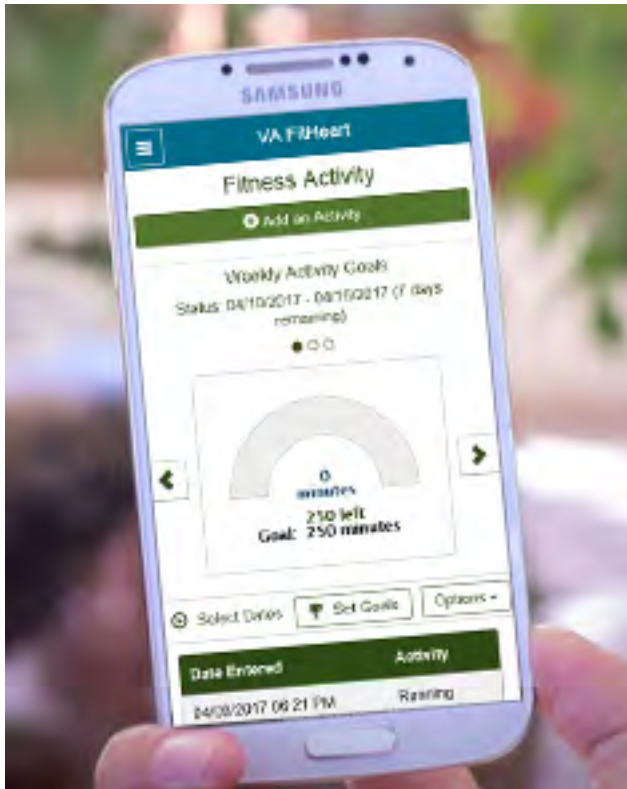 SAMSUNG
VA FitHeart
Fitness Activity
Add an Activity
Weekly Activity Goals
Status: 04/10/2017 - 04/16/2017 (7 days
remaining)
0
minutes
250 left
Goal: 250 minutes
Select Dates Set Goals Options
Date Entered Activity
2017 06:21 PM Running